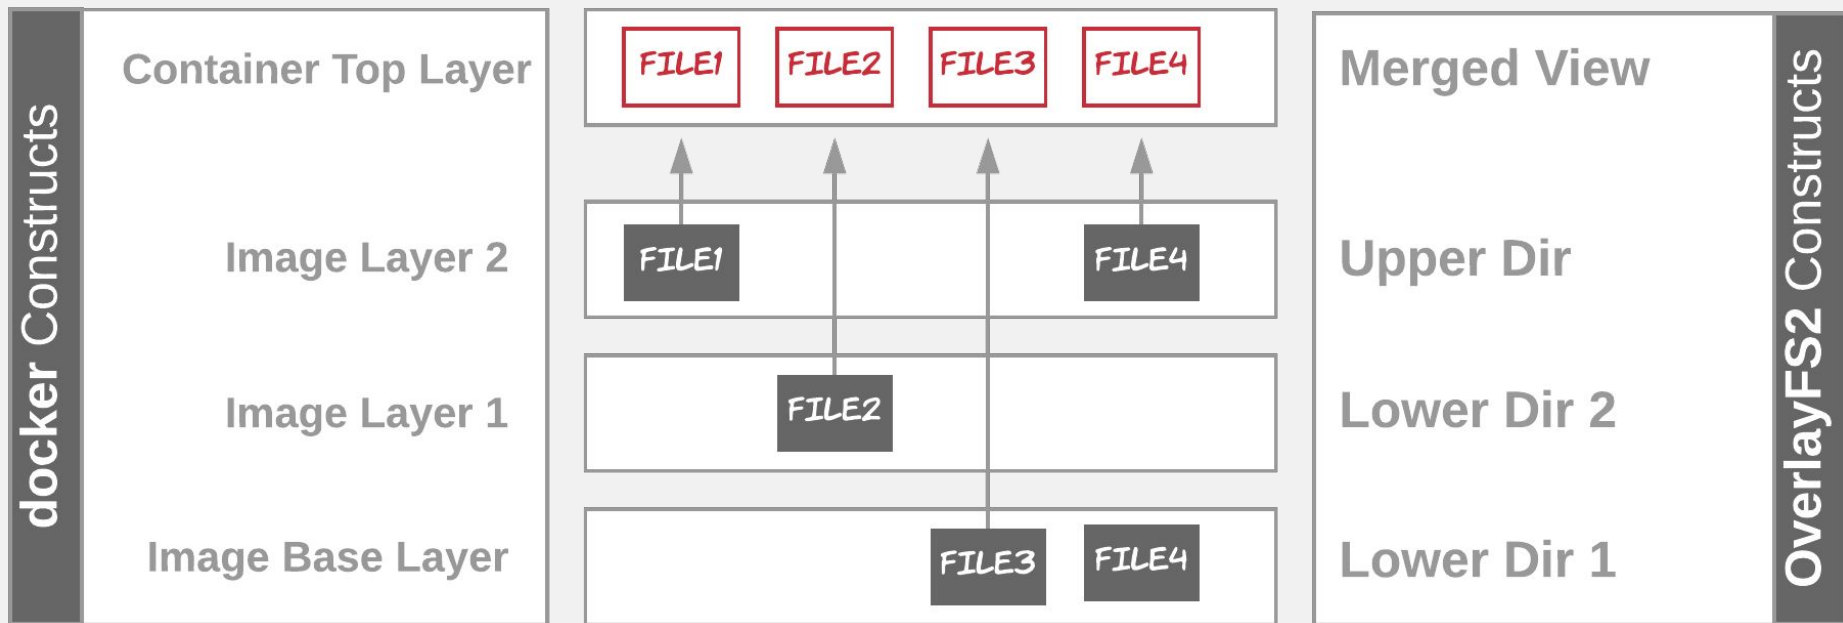 docker Constructs
Container Top Layer
FILE1 FILE2 FILE3 FILE4
Merged View
Image Layer 2
FILE1 FILE4
Upper Dir
Image Layer 1
FILE2
Lower Dir 2
Image Base Layer
FILE3 FILE4
Lower Dir 1
OverlayFS2 Constructs